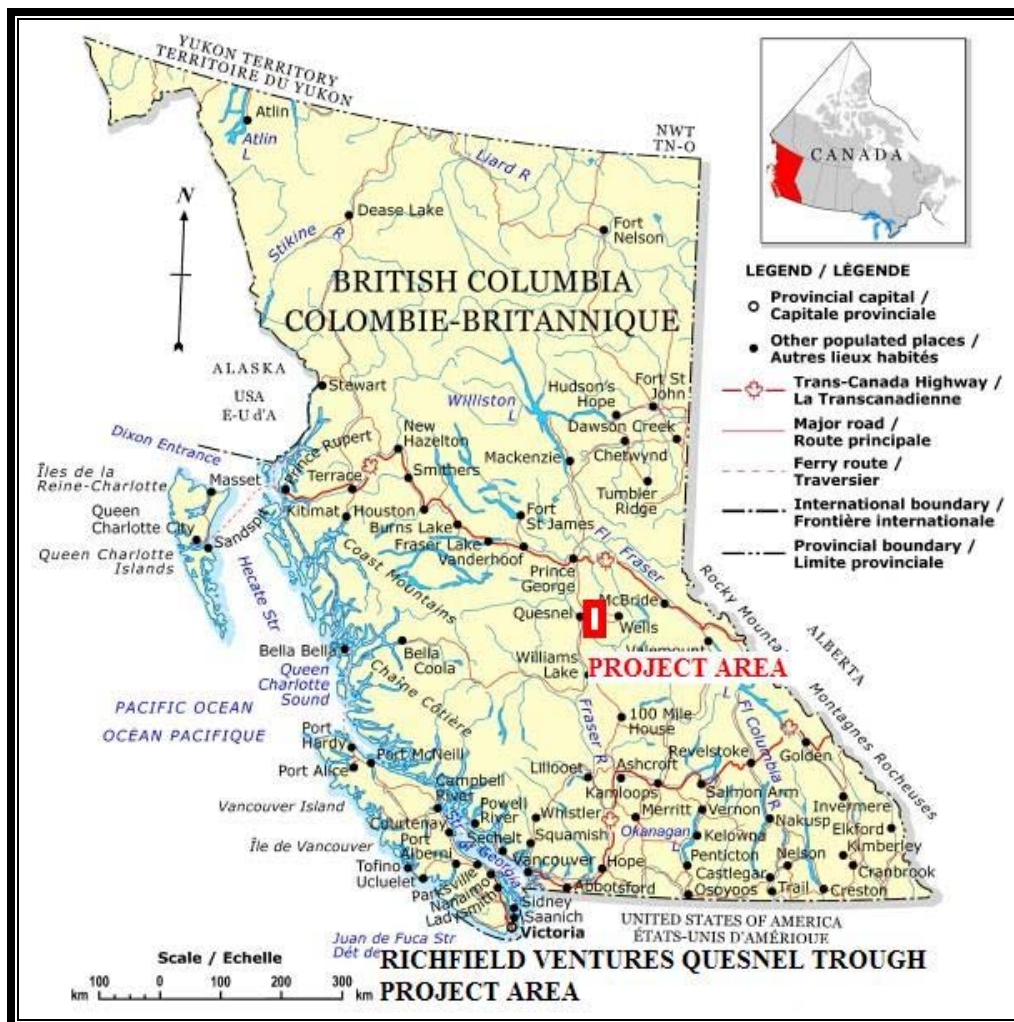 YUKON TERRITORY
TERRITOIRE DU YUKON
NWT
TN-O
Atlin
Atlin
L
Liard R
CANADA
N
Dease Lake
Stikine
R
Fort
Nelson
BRITISH COLUMBIA
COLOMBIE-BRITANNIQUE
LEGEND / LÉGENDE
Provincial capital /
Capitale provinciale
Other populated places /
Autres lieux habités
Trans-Canada Highway /
La Transcanadienne
Major road /
Route principale
Ferry route /
Traversier
International boundary /
Frontière internationale
Provincial boundary /
Limite provinciale
ALASKA
USA
E-U d'A
Stewart
Williston
L
Hudson's
Hope
Fort St
John
Dawson Creek
Chetwynd
Mackenzie
Tumbler
Ridge
Dixon Entrance
Prince Rupert
New
Hazelton
Terrace
Smithers
Îles de la
Reine-Charlotte
Masset
Queen
Charlotte City
Sandspit
Queen Charlotte
Islands
Kitimat
Houston
Burns Lake
Fraser Lake
Vanderhoof
Fort
St James
Prince
George
Fl Fraser
Hecate Str
Coast Mountains
Chaîne Côtière
Quesnel
McBride
Wells
Valemount
Rocky Mounta
ALBERTA
Montagnes Rocheuses
Bella Bella
Bella
Coola
Williams
Lake
PROJECT AREA
L
Queen
Charlotte
Sound
PACIFIC OCEAN
OCÉAN PACIFIQUE
Fraser R
100 Mile
House
Fl Columbia
R
Port
Hardy
Port McNeill
Port Alice
Lillooet
Ashcroft
Kamloops
Revelstoke
Golden
Salmon Arm
Vancouver Island
Île de Vancouver
Campbell
River
Powell
River
Courtenay
Sechelt
Str of Georgia
Whistler
Squamish
Merritt
Vernon
Okanagan
L
Kelowna
Nakusp
Invermere
Elkford
Kimberley
Port
Alberni
Tofino
Ucluelet
Parksville
Nanaimo
Ladysmith
Vancouver
Abbotsford
Hope
Penticton
Osoyoos
Castlegar
Nelson
Trail
Creston
Cranbrook
Sidney
Saanich
Victoria
UNITED STATES OF AMERICA
ÉTATS-UNIS D'AMÉRIQUE
Juan de Fuca Str
Dét de
Scale / Echelle
100 0 100 200 300
km km
RICHFIELD VENTURES QUESNEL TROUGH
PROJECT AREA